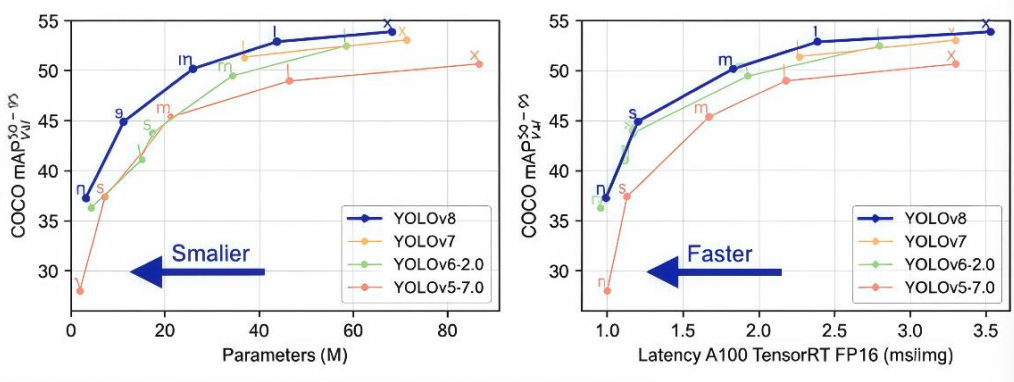 COCO mAP
55
50
45
40
35
30
n
s
m
l
x
n
m
l
x
s
m
l
l
l
x
Smalier
YOLOv8
YOLOv7
YOLOv6-2.0
YOLOv5-7.0
0
20
40
60
80
Parameters (M)
COCO mAP
55
50
45
40
35
30
n
s
m
1
x
n
s
m
l
x
l
x
l
Faster
YOLOv8
YOLOv7
YOLOv6-2.0
YOLOv5-7.0
1.0
1.5
2.0
2.5
3.0
3.5
Latency A100 TensorRT FP16 (msiimg)